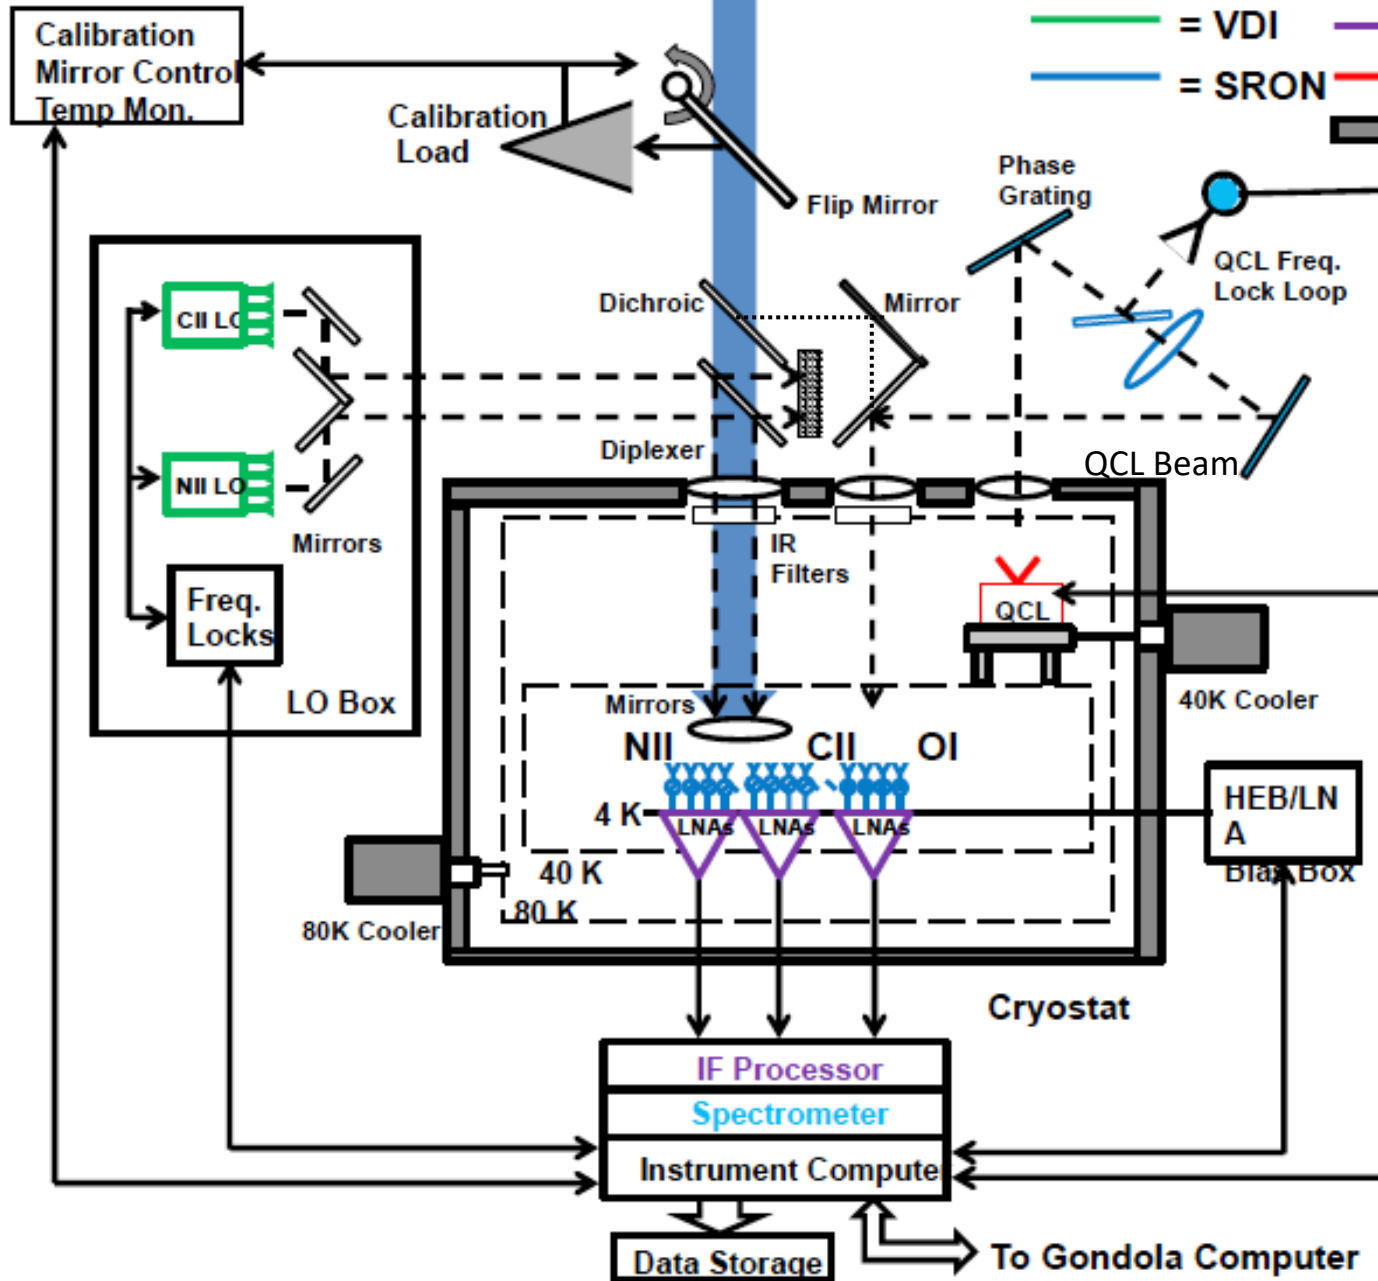 Calibration
Mirror Control
Temp Mon.
= VDI
= SRON
Calibration
Load
Flip Mirror
Phase
Grating
QCL Freq.
Lock Loop
Dichroic
Mirror
CII LO
NII LO
Mirrors
Freq.
Locks
LO Box
Diplexer
QCL Beam
IR
Filters
QCL
40K Cooler
Mirrors
NII
CII
OI
4 K
LNAs
LNAs
LNAs
HEB/LN
A
Bias Box
40 K
80 K
80K Cooler
Cryostat
IF Processor
Spectrometer
Instrument Computer
Data Storage
To Gondola Computer